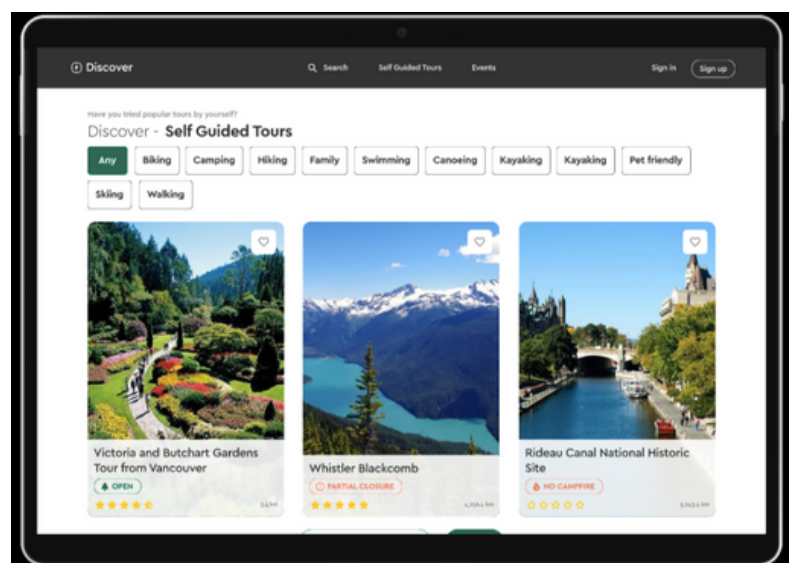 Discover
Search Self Guided Tours Events
Sign in Sign up
Have you tried popular tours by yourself?
Discover - Self Guided Tours
Any Biking Camping Hiking Family Swimming Canoeing Kayaking Kayaking Pet friendly
Skiing Walking
Victoria and Butchart Gardens
Tour from Vancouver
OPEN
Whistler Blackcomb
PARTIAL CLOSURE
Rideau Canal National Historic
Site
NO CAMPFIRE